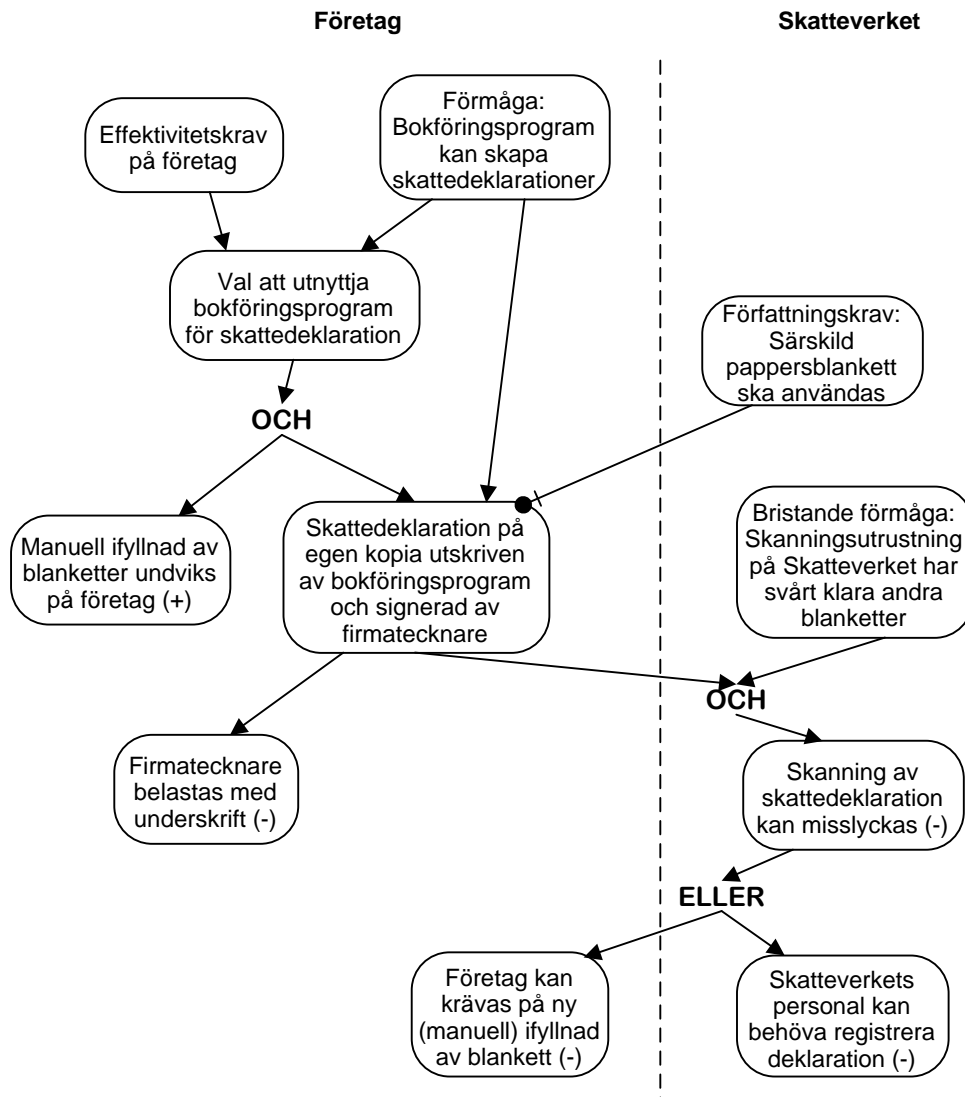 Företag
Skatteverket
Effektivitetskrav
på företag
Förmåga:
Bokföringsprogram
kan skapa
skattedeklarationer
Val att utnyttja
bokföringsprogram
för skattedeklaration
Författningskrav:
Särskild
pappersblankett
ska användas
OCH
Manuell ifyllnad av
blanketter undviks
på företag (+)
Skattedeklaration på
egen kopia utskriven
av bokföringsprogram
och signerad av
firmatecknare
Bristande förmåga:
Skanningsutrustning
på Skatteverket har
svårt klara andra
blanketter
OCH
Firmatecknare
belastas med
underskrift (-)
Skanning av
skattedeklaration
kan misslyckas (-)
ELLER
Företag kan
krävas på ny
(manuell) ifyllnad
av blankett (-)
Skatteverkets
personal kan
behöva registrera
deklaration (-)